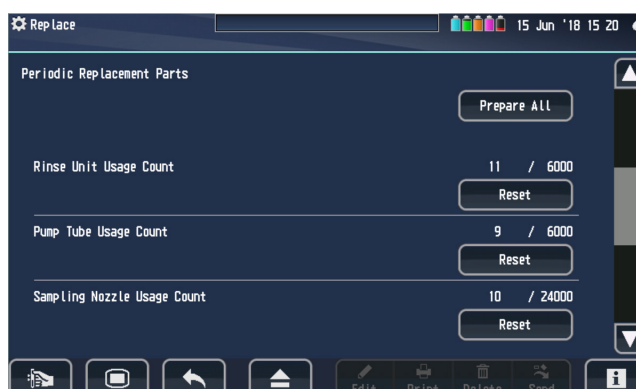 Replace
15 Jun '18 15 20
Periodic Replacement Parts
Prepare All
Rinse Unit Usage Count
11 / 6000
Reset
Pump Tube Usage Count
9 / 6000
Reset
Sampling Nozzle Usage Count
10 / 24000
Reset
Edit Print Delete Send